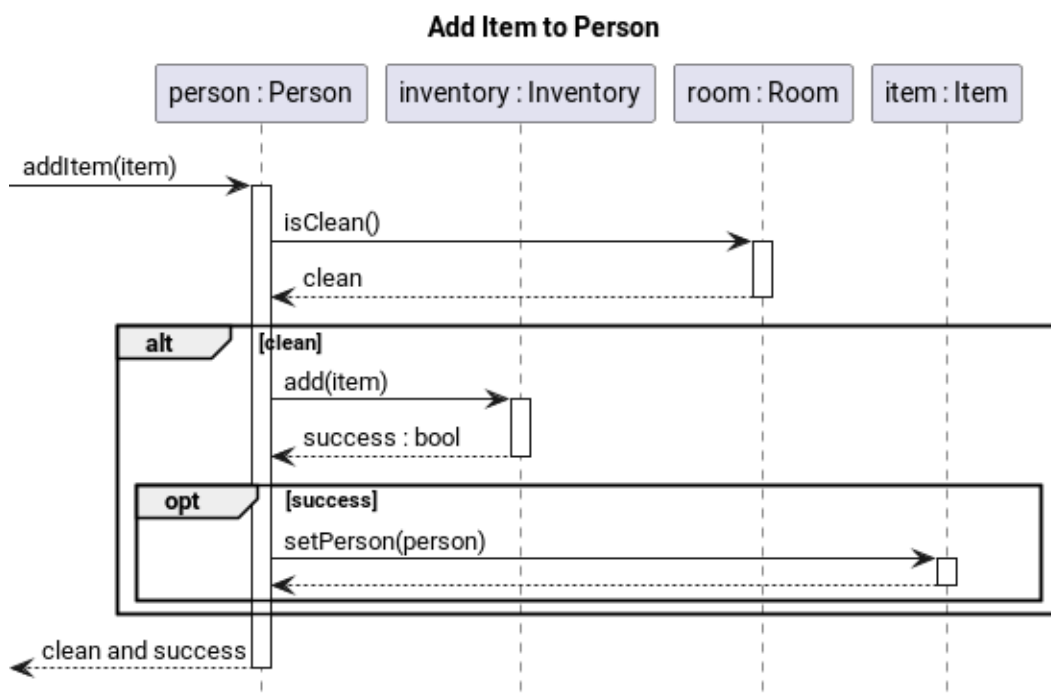 Add Item to Person
person : Person
inventory : Inventory
room : Room
item : Item
addItem(item)
isClean()
clean
alt
[clean]
add(item)
success : bool
opt
[success]
setPerson(person)
clean and success